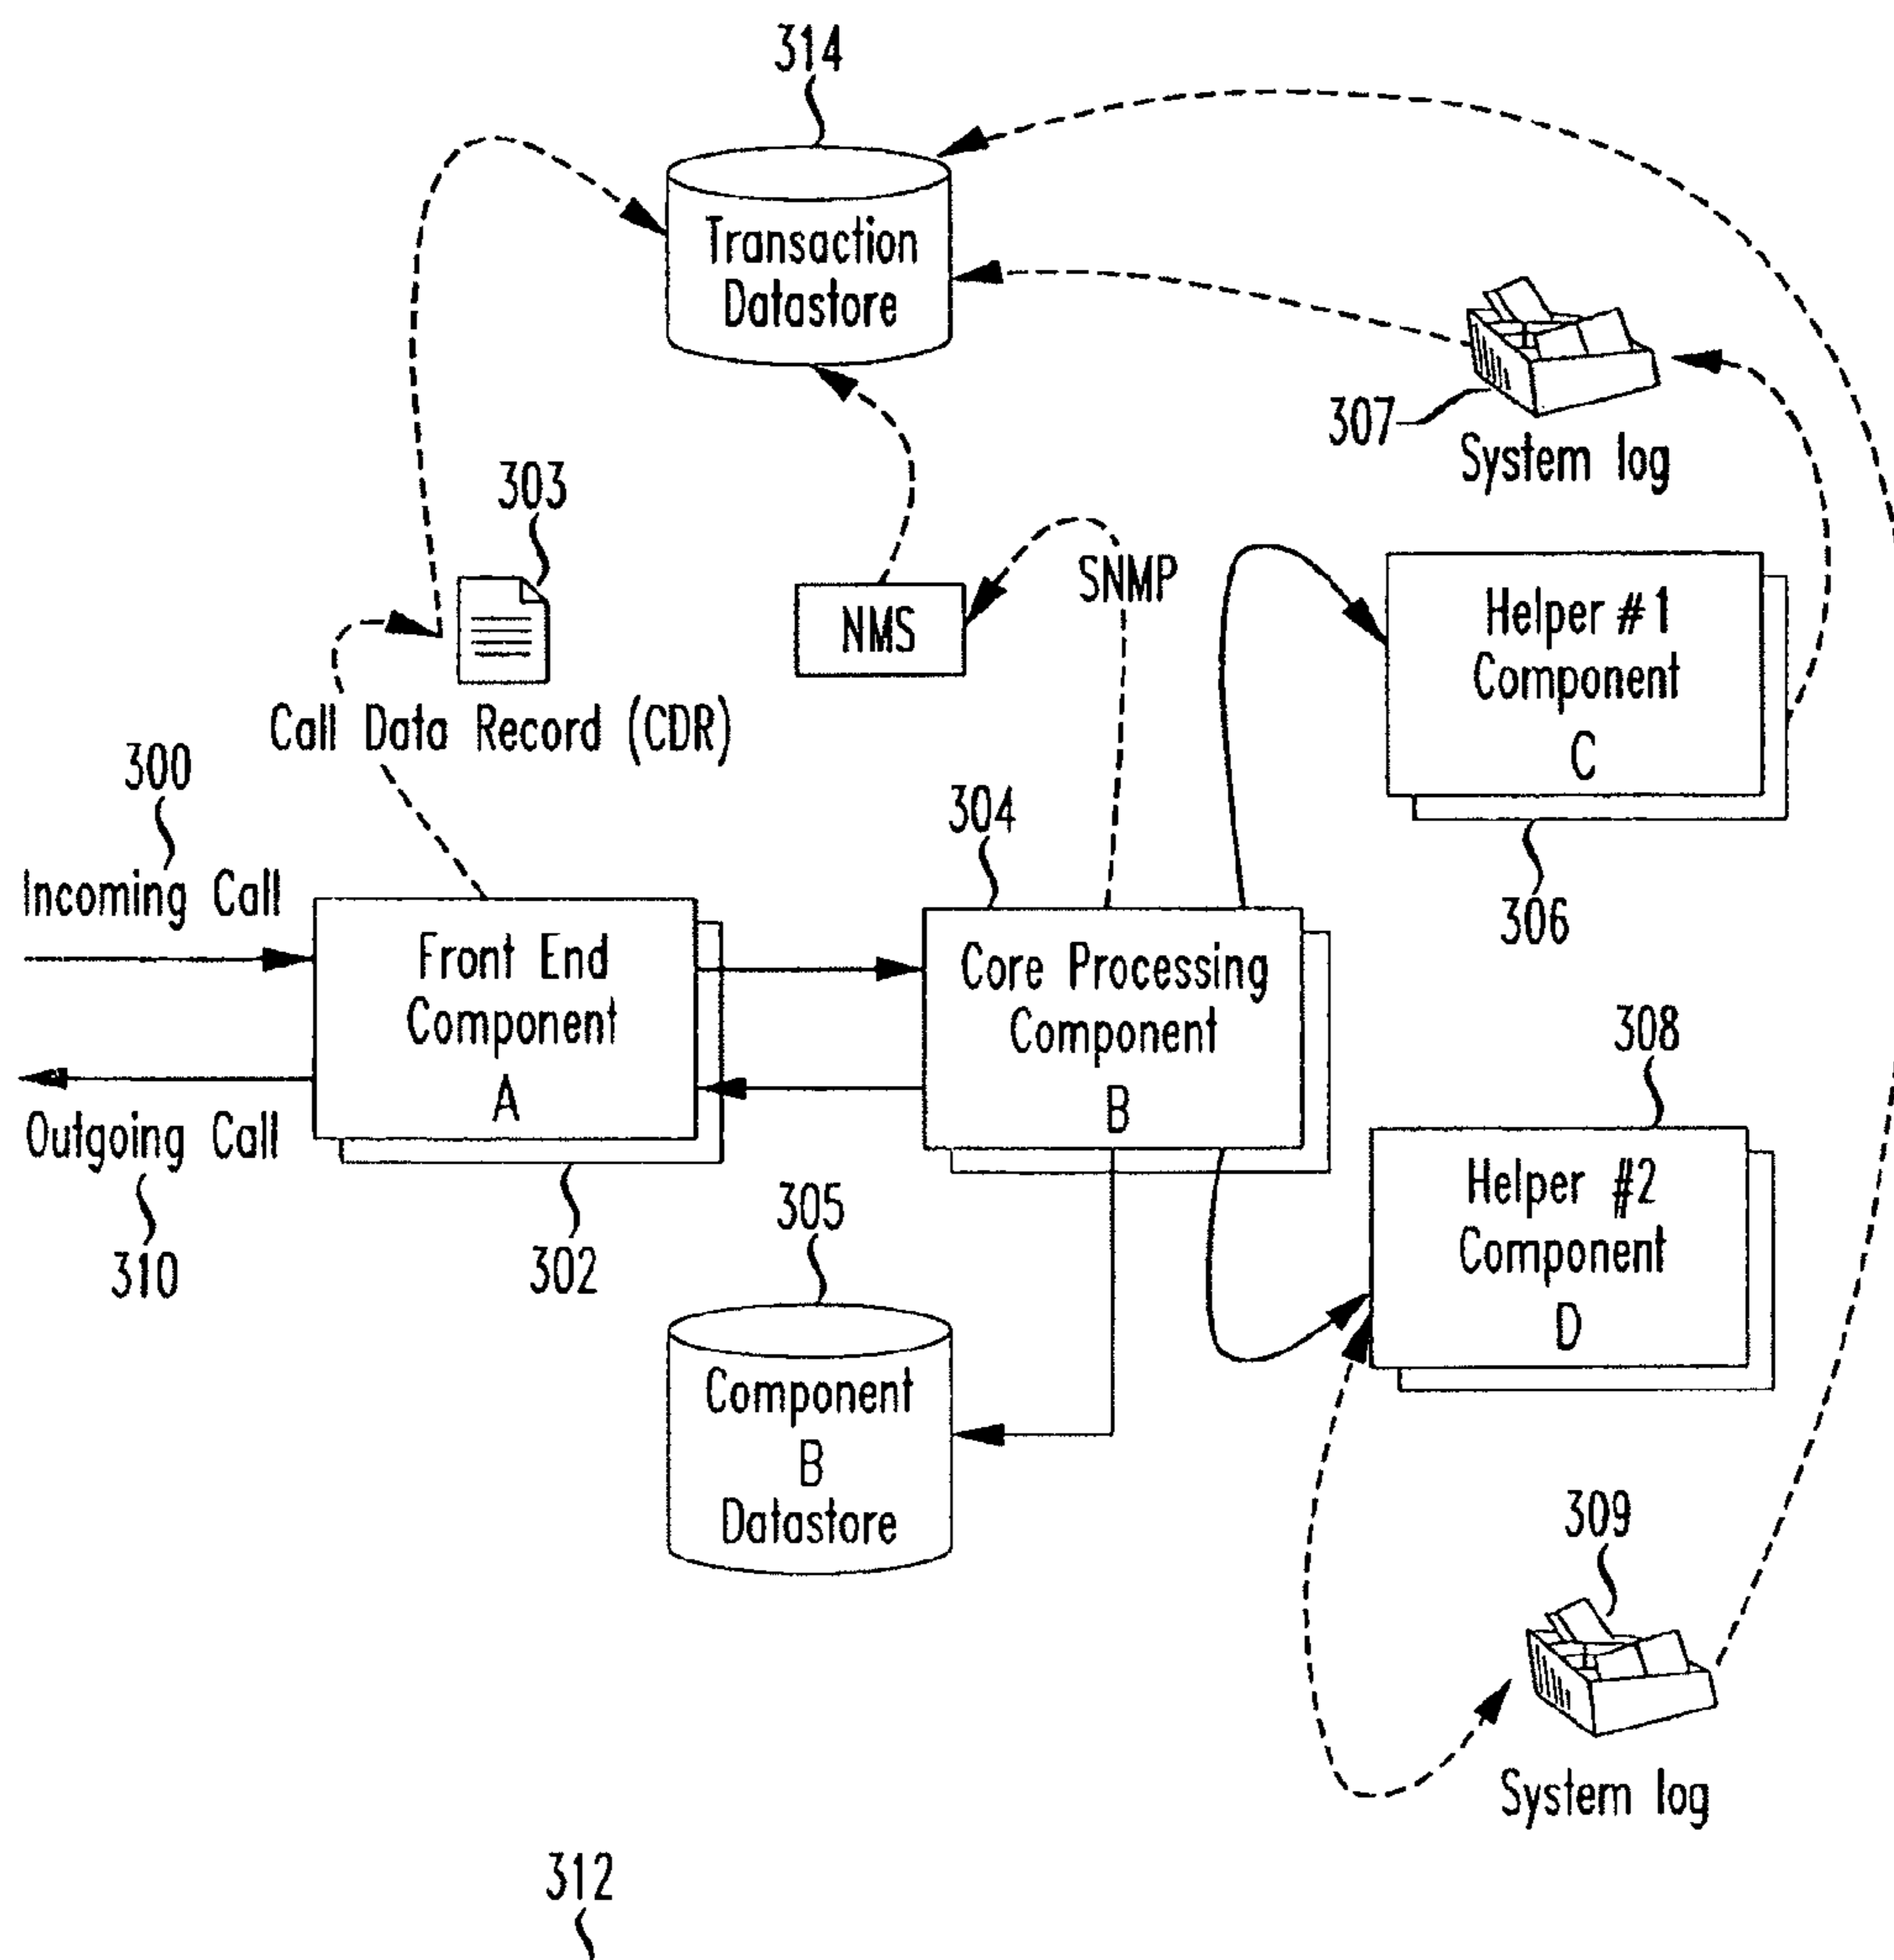 314
Transaction
Datastore
307
System log
303
SNMP
NMS
Helper #1
Component
C
Call Data Record (CDR)
300
304
306
Incoming Call
Front End
Component
A
Core Processing
Component
B
308
Outgoing Call
310
302
305
Helper #2
Component
D
Component
B
Datastore
309
System log
312